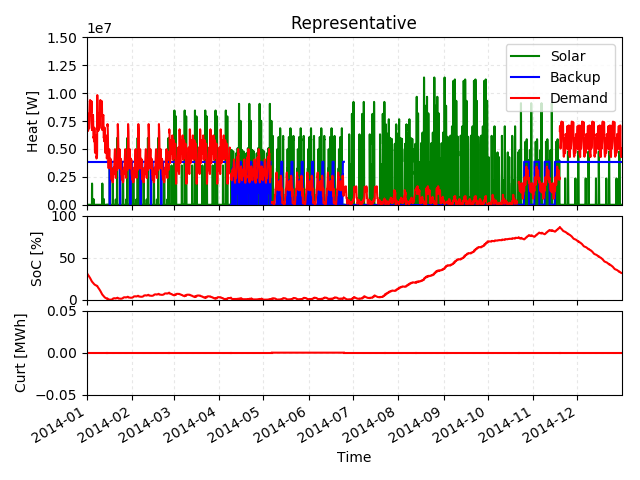 Representative
1e7
1.50
1.25
1.00
0.75
0.50
0.25
0.00
Heat [W]
Solar
Backup
Demand
100
50
0
SoC [%]
0.05
0.00
−0.05
Curt [MWh]
2014-01
2014-02
2014-03
2014-04
2014-05
2014-06
2014-07
2014-08
2014-09
2014-10
2014-11
2014-12
Time